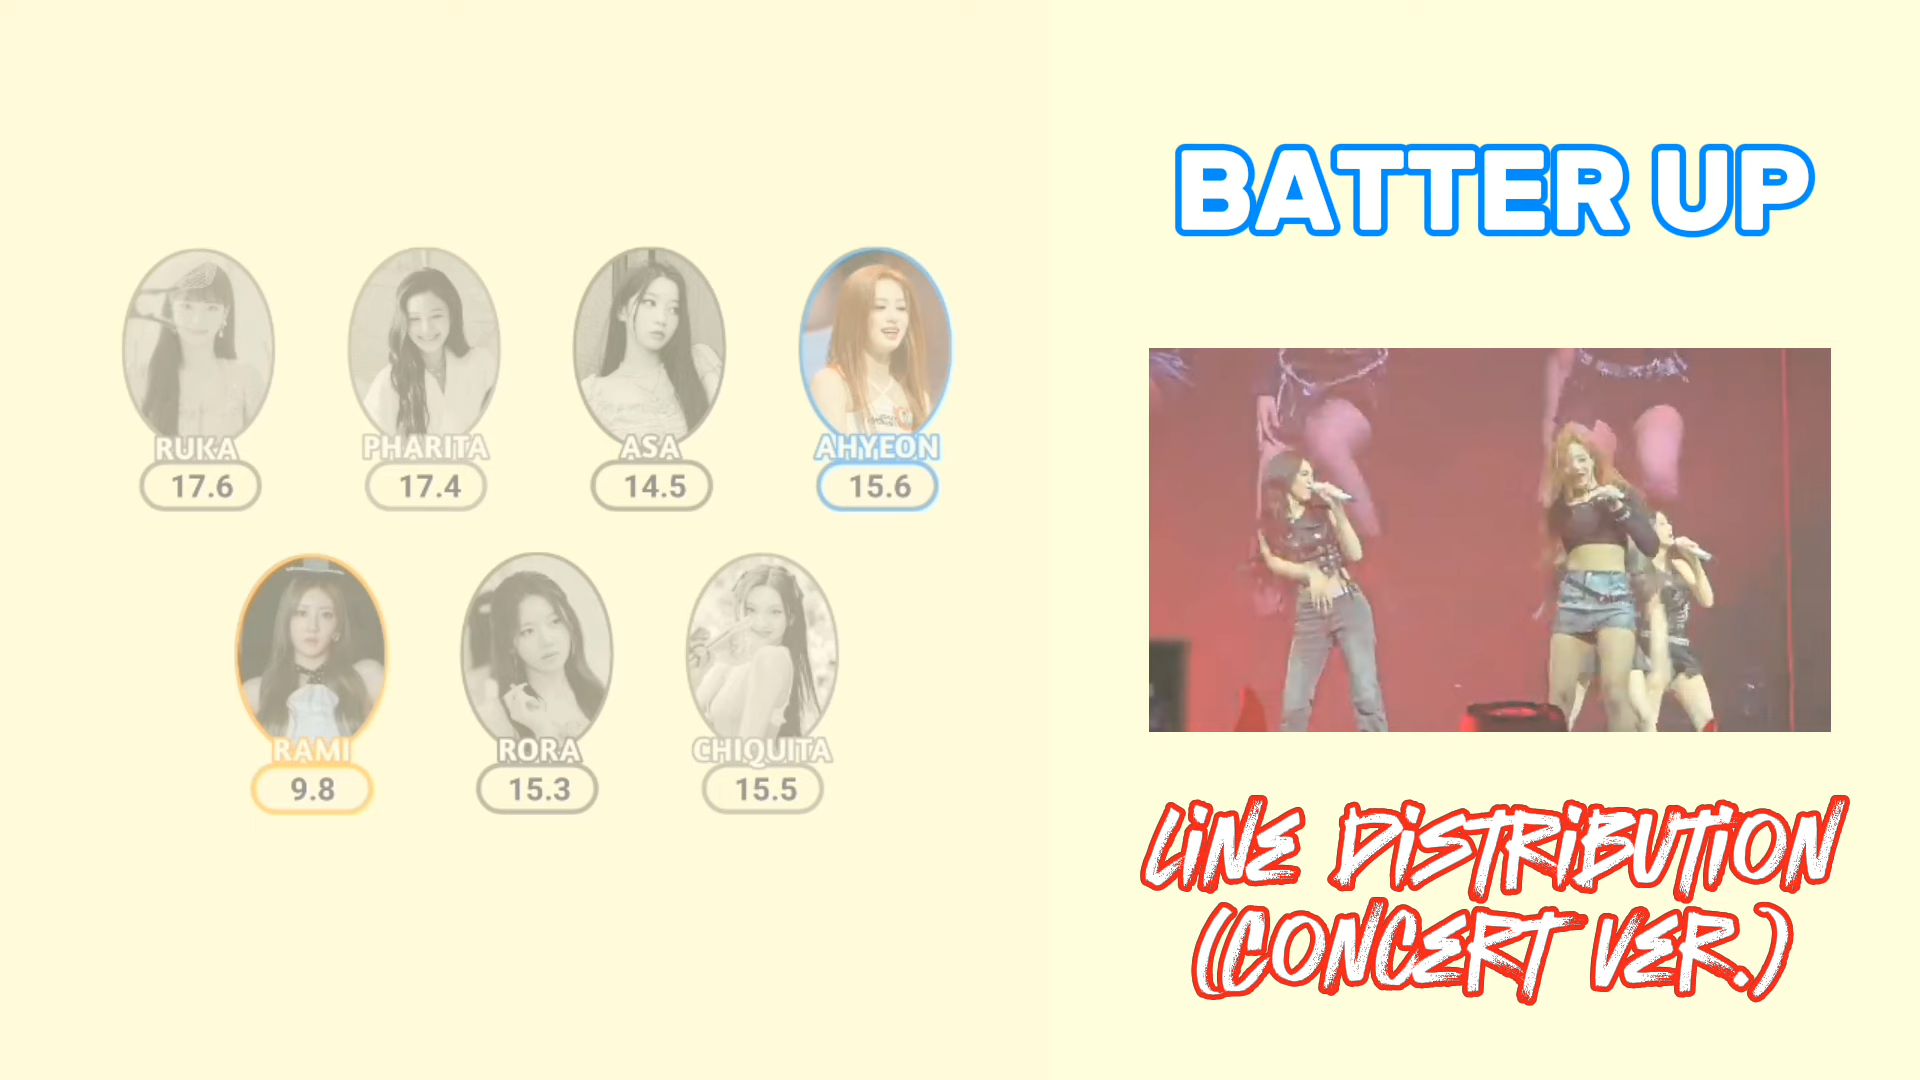 BATTER UP
RUKA
17.6
PHARITA
17.4
ASA
14.5
AHYEON
15.6
RAMI
9.8
RORA
15.3
CHIQUITA
15.5
LINE DISTRIBUTION
(CONCERT VER.)